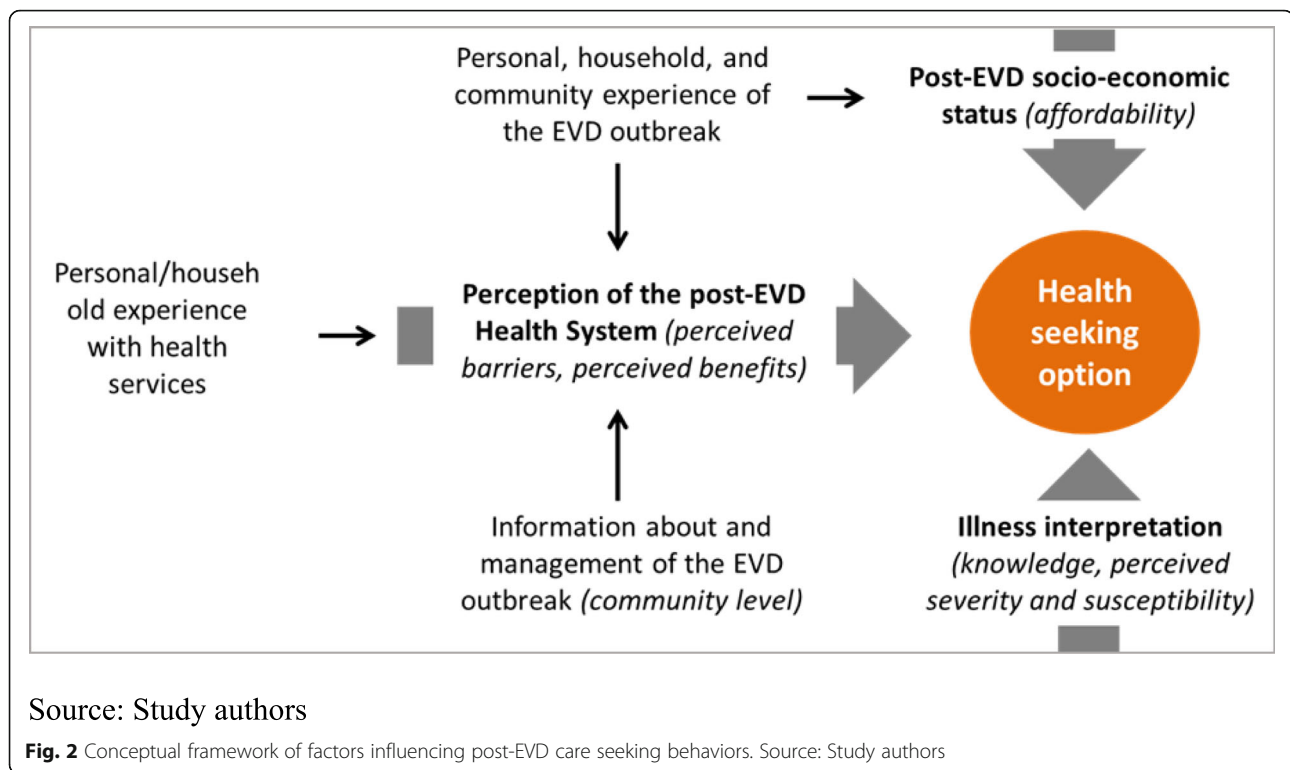 Personal, household, and
community experience of
the EVD outbreak
Post-EVD socio-economic
status (affordability)
Personal/househ
old experience
with health
services
Perception of the post-EVD
Health System (perceived
barriers, perceived benefits)
Health
seeking
option
Information about and
management of the EVD
outbreak (community level)
Illness interpretation
(knowledge, perceived
severity and susceptibility)
Source: Study authors
Fig. 2 Conceptual framework of factors influencing post-EVD care seeking behaviors. Source: Study authors